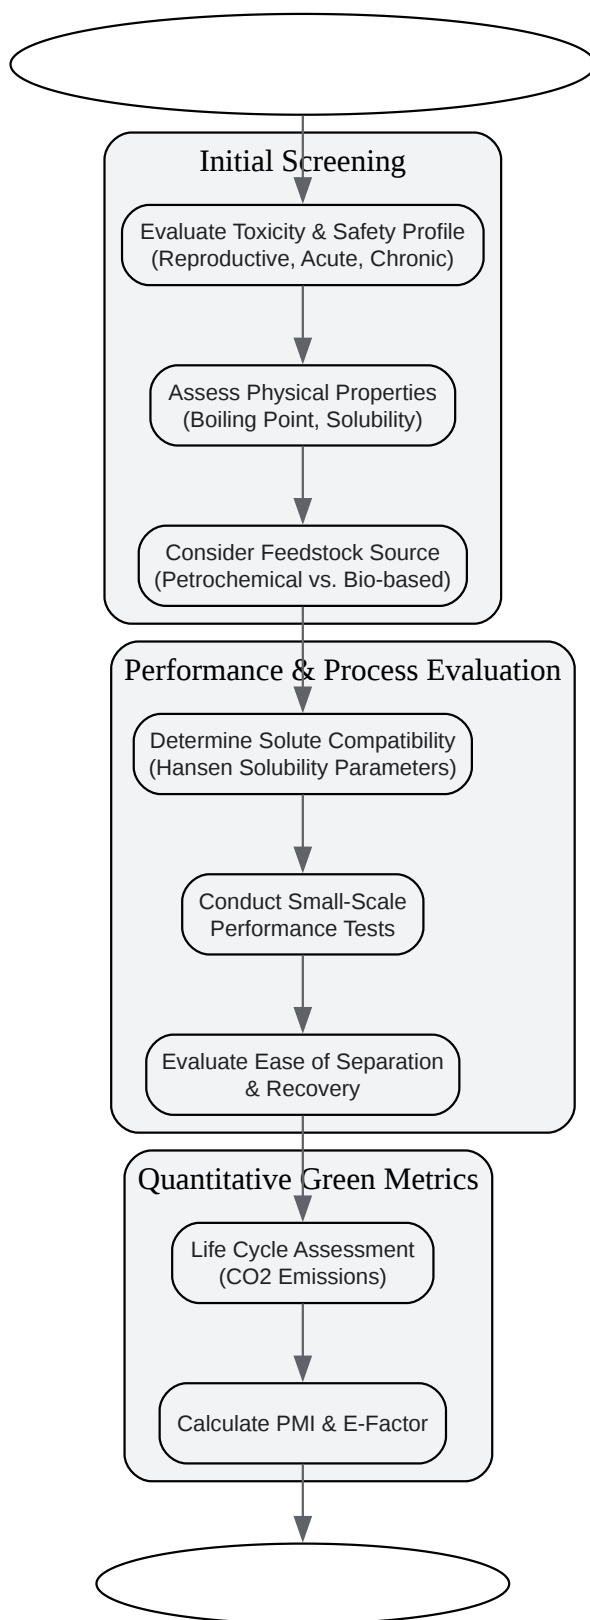 Initial Screening
Evaluate Toxicity & Safety Profile
(Reproductive, Acute, Chronic)
Assess Physical Properties
(Boiling Point, Solubility)
Consider Feedstock Source
(Petrochemical vs. Bio-based)
Performance & Process Evaluation
Determine Solute Compatibility
(Hansen Solubility Parameters)
Conduct Small-Scale
Performance Tests
Evaluate Ease of Separation
& Recovery
Quantitative Green Metrics
Life Cycle Assessment
(CO2 Emissions)
Calculate PMI & E-Factor